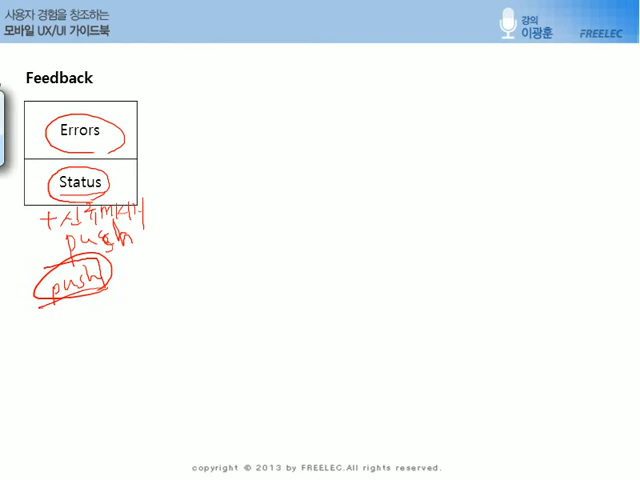 사용자 경험을 창조하는
모바일 UX/UI 가이드북
강의
이광훈
FREELEC
Feedback
Errors
Status
push
push
copyright © 2013 by FREELEC.All rights reserved.